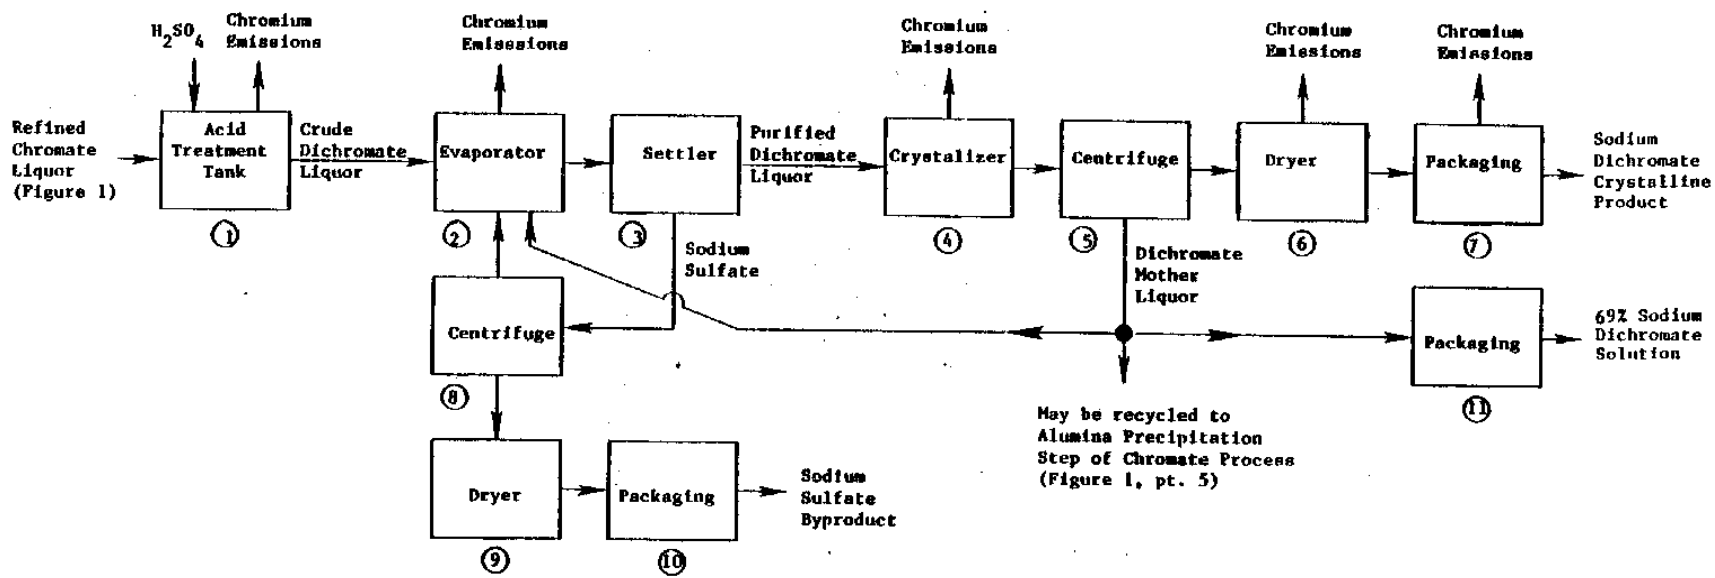 H2SO4
Chromium
Emissions
Chromium
Emissions
Chromium
Emissions
Chromium
Emissions
Chromium
Emissions
Refined
Chromate
Liquor
(Figure 1)
Acid
Treatment
Tank
1
Crude
Dichromate
Liquor
Evaporator
2
Settler
3
Purified
Dichromate
Liquor
Crystalizer
4
Centrifuge
5
Dryer
6
Packaging
7
Sodium
Dichromate
Crystalline
Product
Sodium
Sulfate
Dichromate
Mother
Liquor
Centrifuge
8
Packaging
11
69% Sodium
Dichromate
Solution
May be recycled to
Alumina Precipitation
Step of Chromate Process
(Figure 1, pt. 5)
Dryer
9
Packaging
10
Sodium
Sulfate
Byproduct